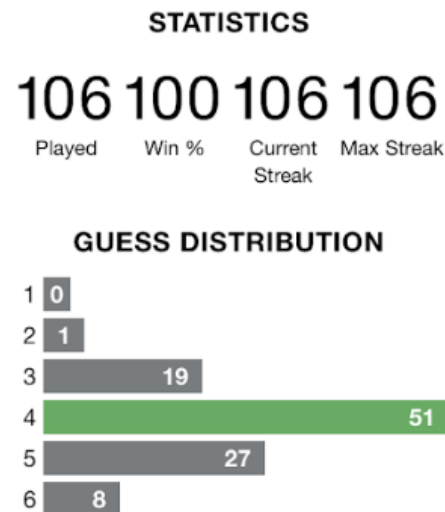 STATISTICS
106 100 106 106
Played Win % Current Streak Max Streak
GUESS DISTRIBUTION
1 0
2 1
3 19
4 51
5 27
6 8